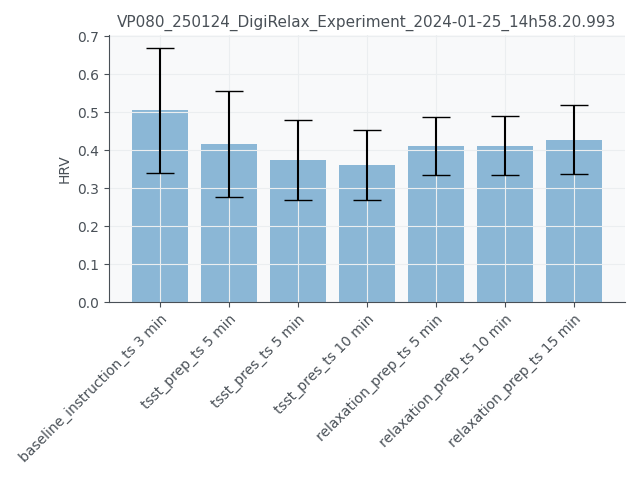 VP080_250124_DigiRelax_Experiment_2024-01-25_14h58.20.993
0.7
0.6
0.5
0.4
0.3
0.2
0.1
0.0
HRV
baseline_instruction_ts 3 min
tsst_prep_ts 5 min
tsst_pres_ts 5 min
tsst_pres_ts 10 min
relaxation_prep_ts 5 min
relaxation_prep_ts 10 min
relaxation_prep_ts 15 min